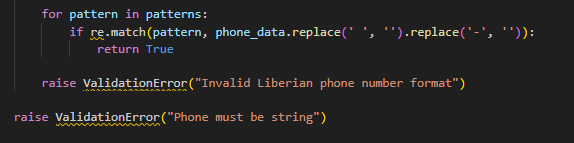 for pattern in patterns:
if re.match(pattern, phone_data.replace(' ', '').replace('-', '')):
return True
raise ValidationError("Invalid Liberian phone number format")
raise ValidationError("Phone must be string")